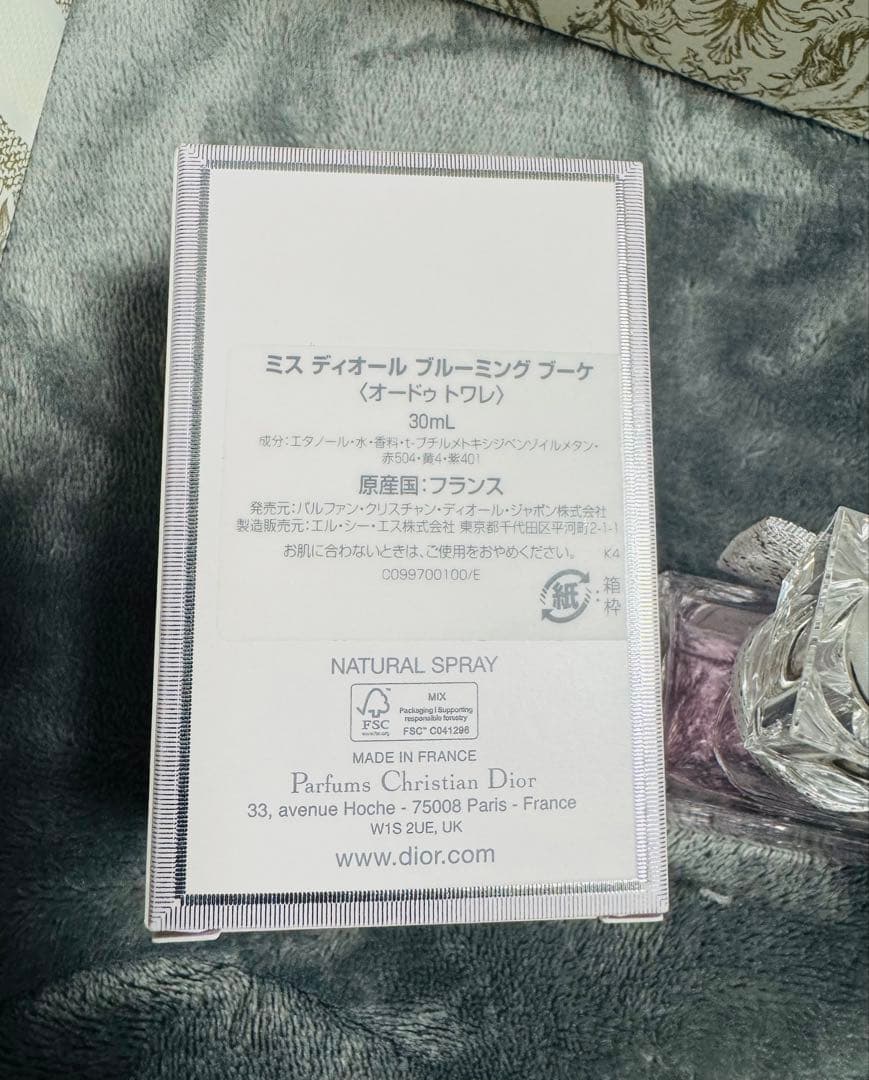 ミス ディオール ブルーミング ブーケ
〈オードゥ トワレ〉
30mL
成分：エタノール・水・香料・t-ブチルメトキシジベンゾイルメタン・
赤504・黄4・紫401
原産国：フランス
発売元：パルファン・クリスチャン・ディオール・ジャポン株式会社
製造販売元：エル・シー・エス株式会社 東京都千代田区平河町2-1-1
お肌に合わないときは、ご使用をおやめください。 K4
C099700100/E
紙：箱
枠
NATURAL SPRAY
FSC
www.fsc.org
MIX
Packaging | Supporting
responsible forestry
FSC™ C041296
MADE IN FRANCE
Parfums Christian Dior
33, avenue Hoche - 75008 Paris - France
W1S 2UE, UK
www.dior.com